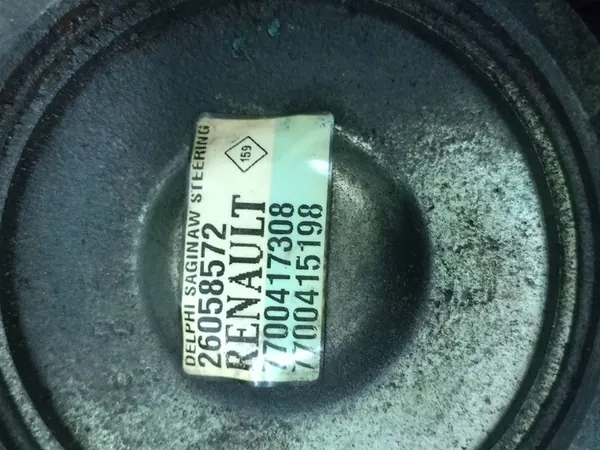 DELPHI SAGINAW STEERING
26058572
RENAULT
159
7700417308
7700415198